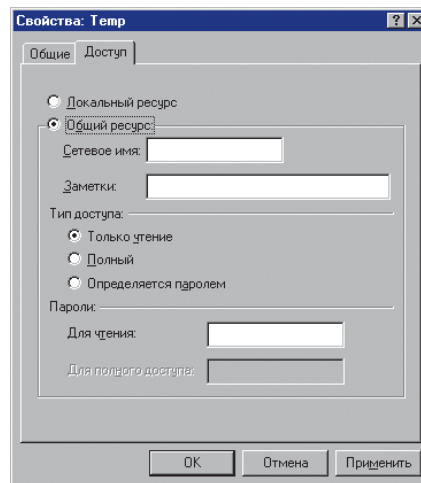 Свойства: Temp
Общие Доступ
Локальный ресурс
Общий ресурс:
Сетевое имя:
Заметки:
Тип доступа:
Только чтение
Полный
Определяется паролем
Пароли:
Для чтения:
Для полного доступа:
OK Отмена Применить